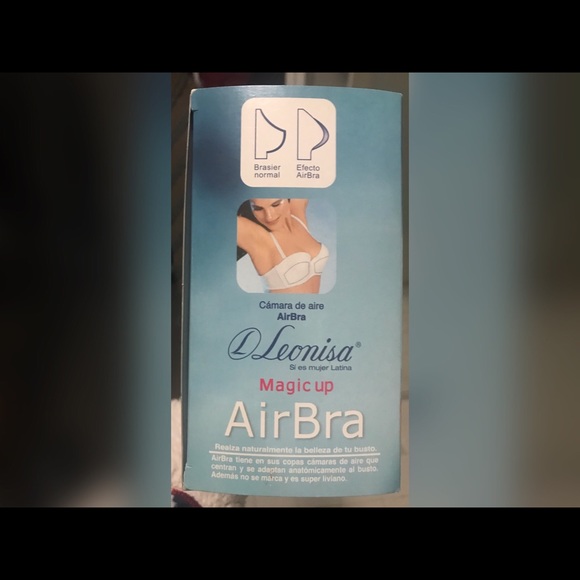 Brasier normal
Efecto AirBra
Cámara de aire
AirBra
Leonisa®
Si es mujer Latina
Magic up
AirBra
Realza naturalmente la belleza de tu busto.
AirBra tiene en sus copas cámaras de aire que
centran y se adaptan anatómicamente al busto.
Además no se marca y es super liviano.